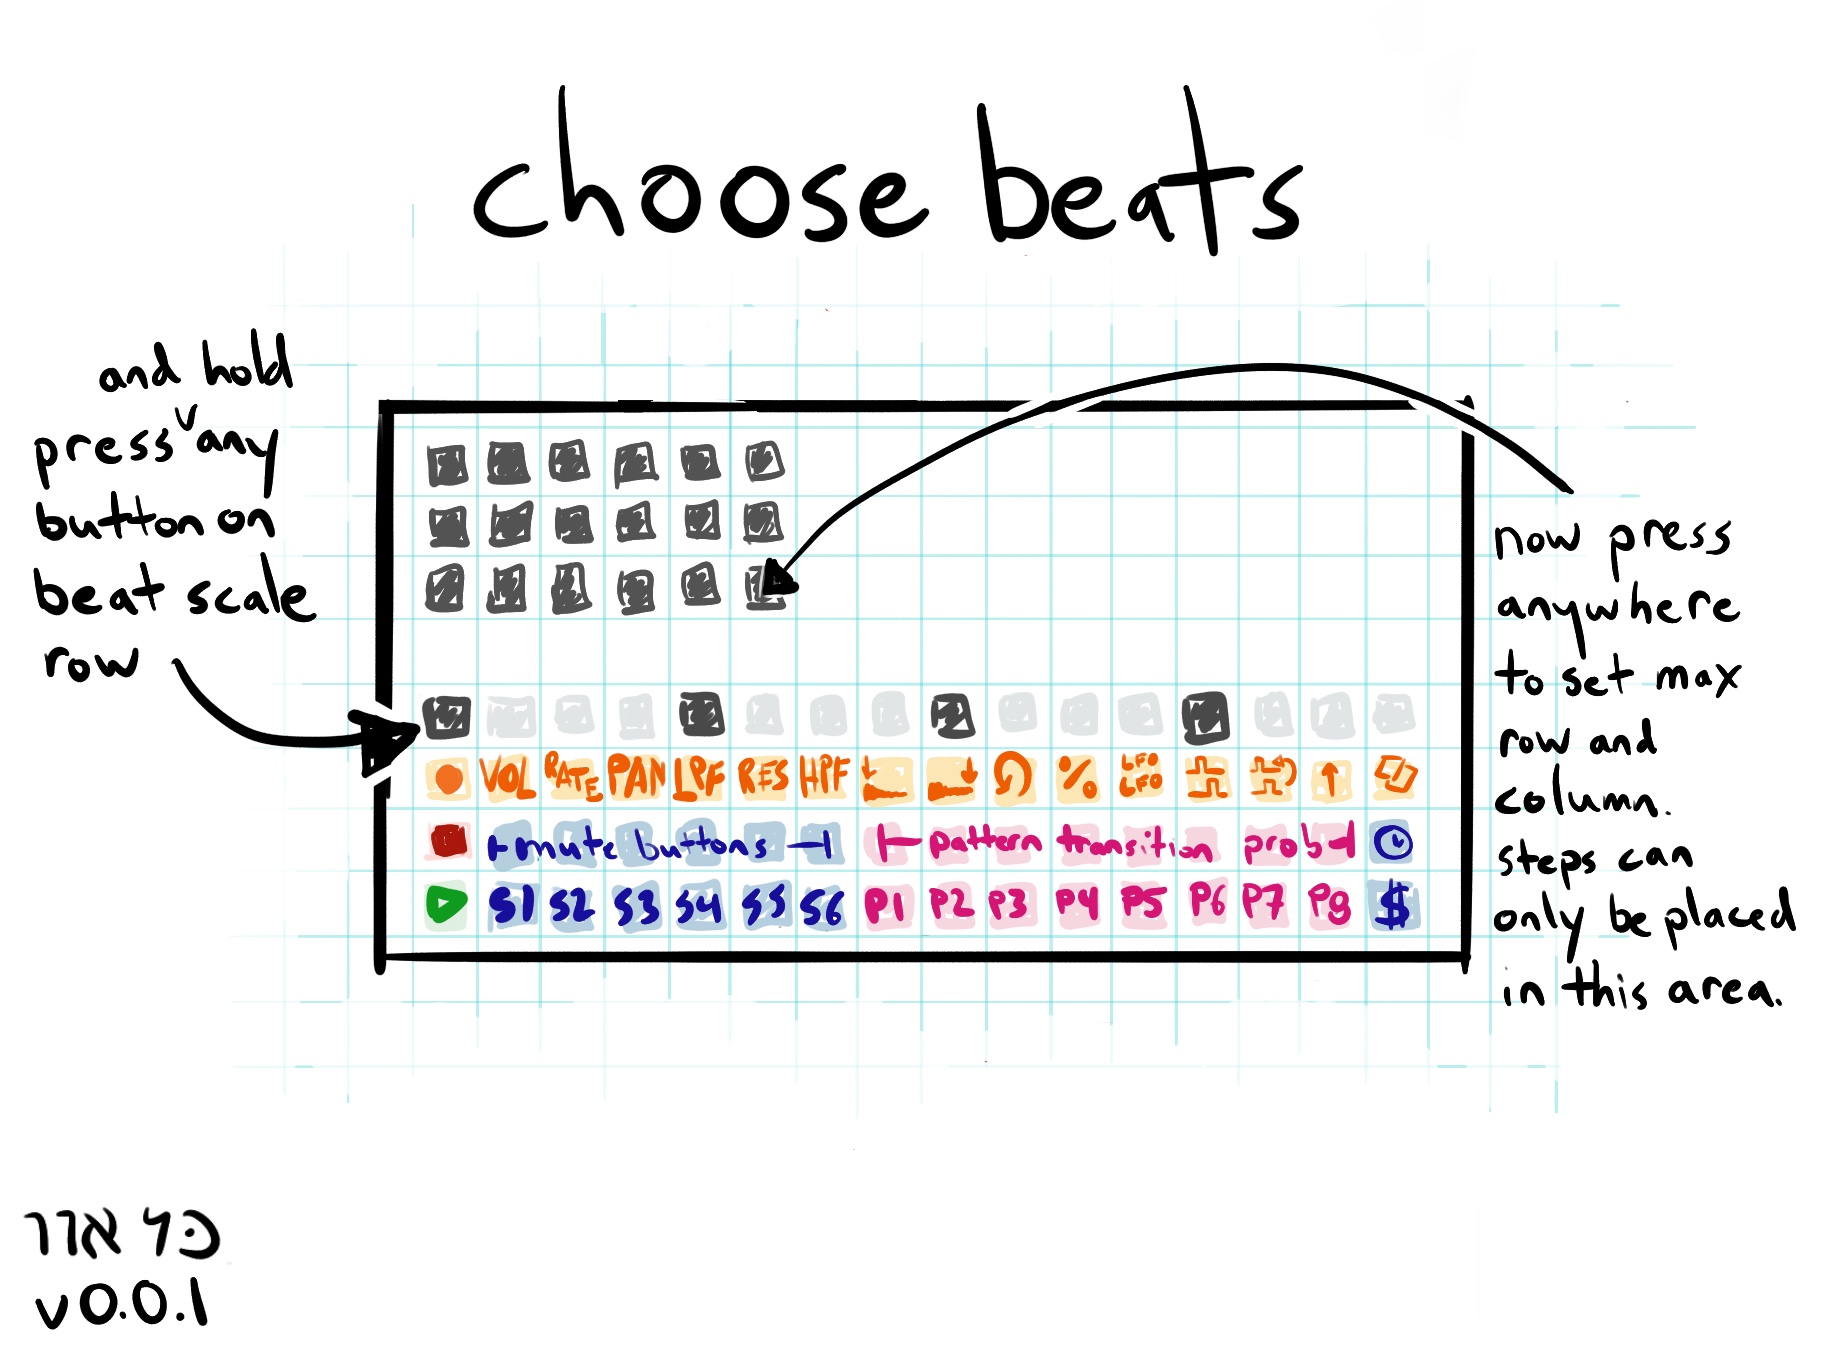 choose beats
and hold
press any
button on
beat scale
row
VOL RATE PAN LPF RES HPF % LFO
LFO
mute buttons pattern transition prob
S1 S2 S3 S4 S5 S6 P1 P2 P3 P4 P5 P6 P7 P8 $
now press
anywhere
to set max
row and
column.
steps can
only be placed
in this area.
כל אור
v0.0.1